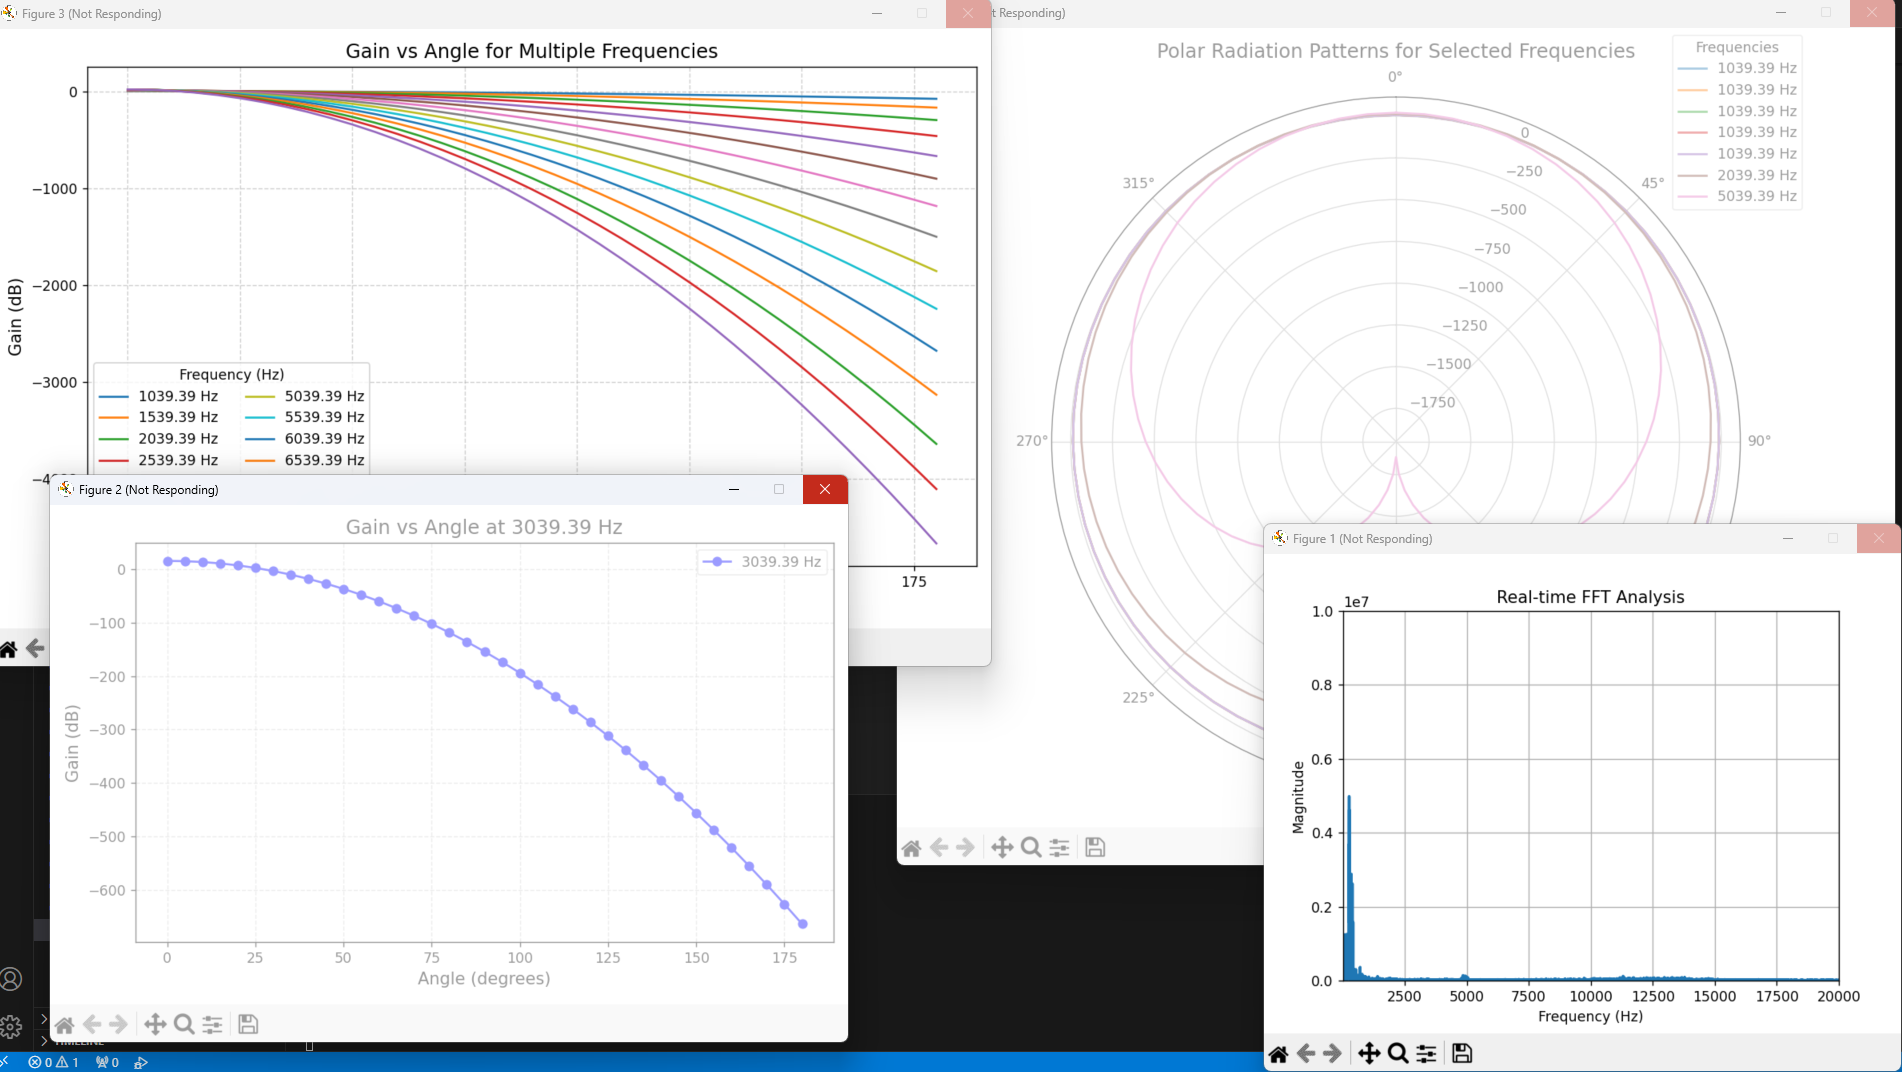 Figure 3 (Not Responding)
Gain vs Angle for Multiple Frequencies
Gain (dB)
0
−1000
−2000
−3000
175
Frequency (Hz)
1039.39 Hz
1539.39 Hz
2039.39 Hz
2539.39 Hz
5039.39 Hz
5539.39 Hz
6039.39 Hz
6539.39 Hz
t Responding)
Polar Radiation Patterns for Selected Frequencies
Frequencies
1039.39 Hz
1039.39 Hz
1039.39 Hz
1039.39 Hz
1039.39 Hz
2039.39 Hz
5039.39 Hz
0°
45°
90°
225°
270°
315°
0
−250
−500
−750
−1000
−1250
−1500
−1750
Figure 2 (Not Responding)
Gain vs Angle at 3039.39 Hz
3039.39 Hz
Gain (dB)
0
−100
−200
−300
−400
−500
−600
0 25 50 75 100 125 150 175
Angle (degrees)
Figure 1 (Not Responding)
Real-time FFT Analysis
1e7
Magnitude
1.0
0.8
0.6
0.4
0.2
0.0
2500 5000 7500 10000 12500 15000 17500 20000
Frequency (Hz)
0 1 0